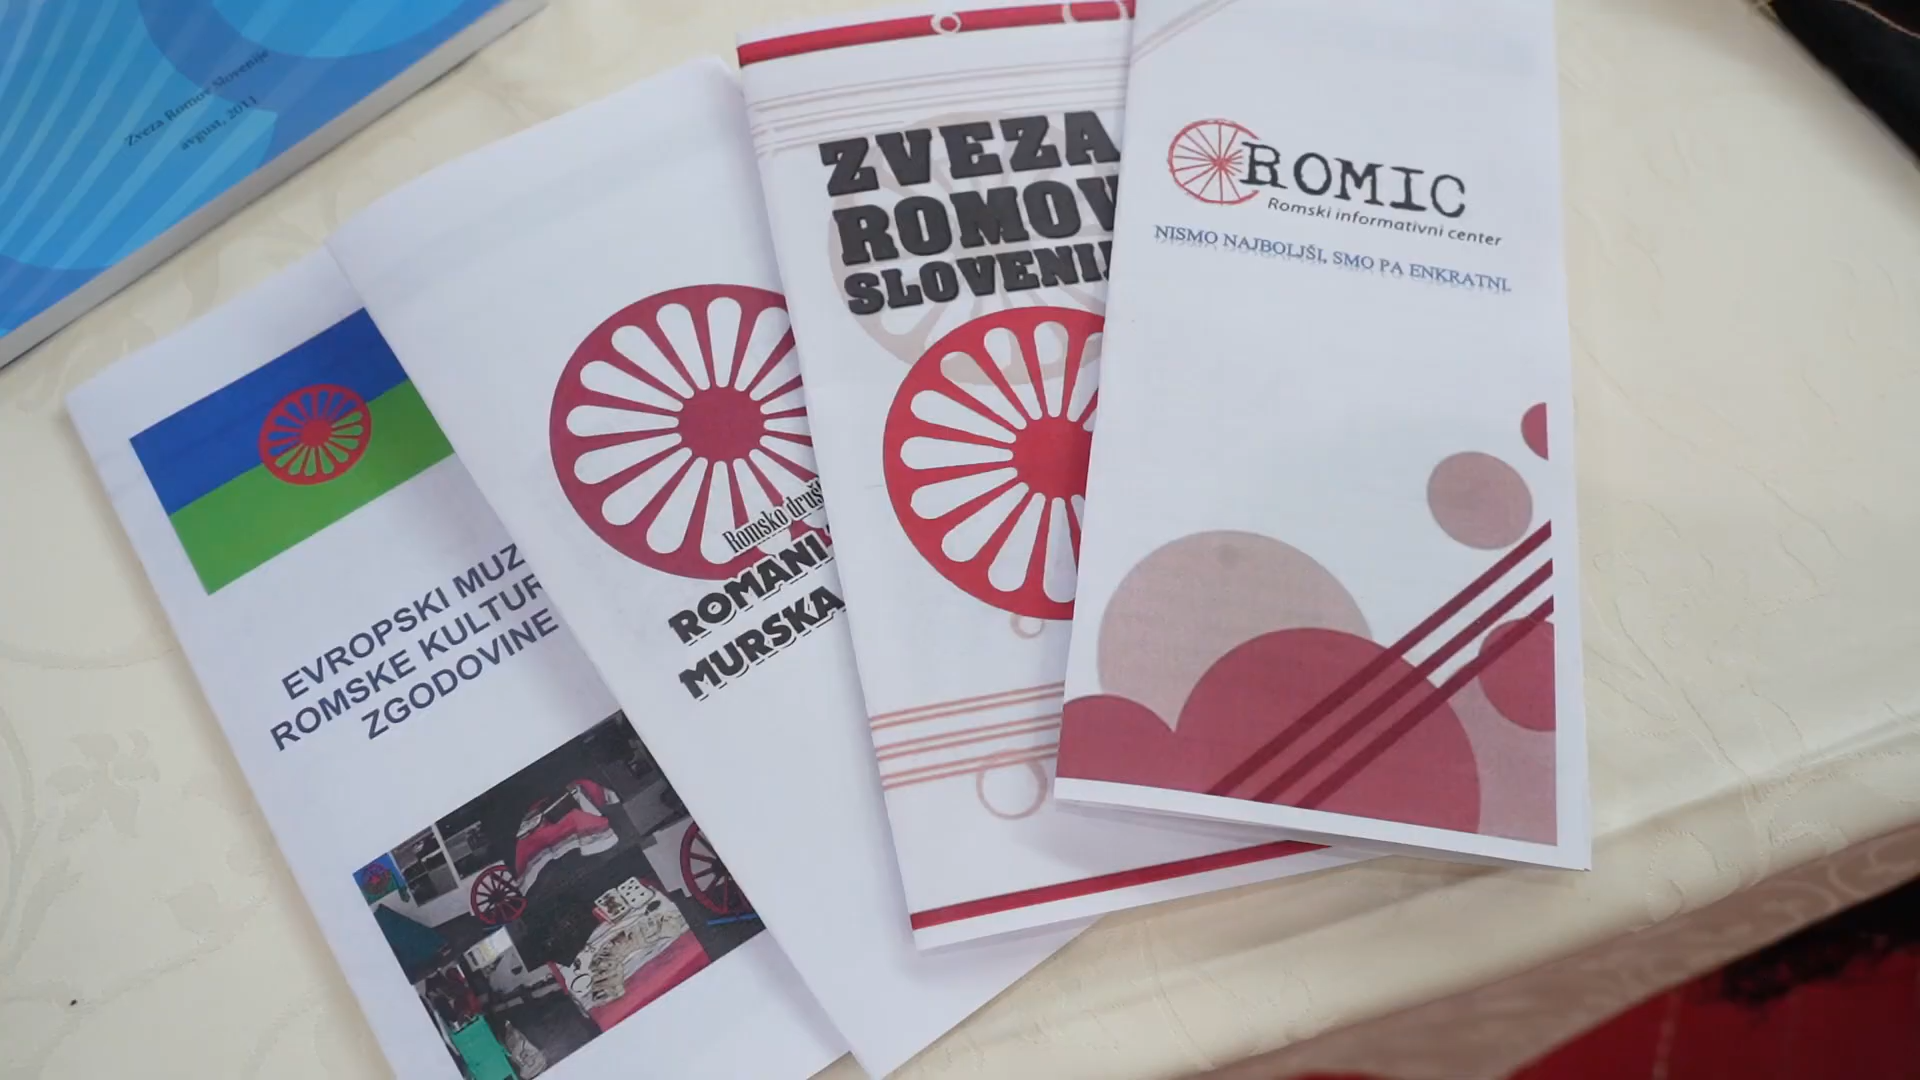 Zveza Romov Slovenije
avgust, 2011
EVROPSKI MUZ
ROMSKE KULTUR
ZGODOVINE
Romsko druš
ROMANI
MURSKA
ZVEZA
ROMOV
SLOVENIJ
ROMIC
Romski informativni center
NISMO NAJBOLJŠI, SMO PA ENKRATNI.